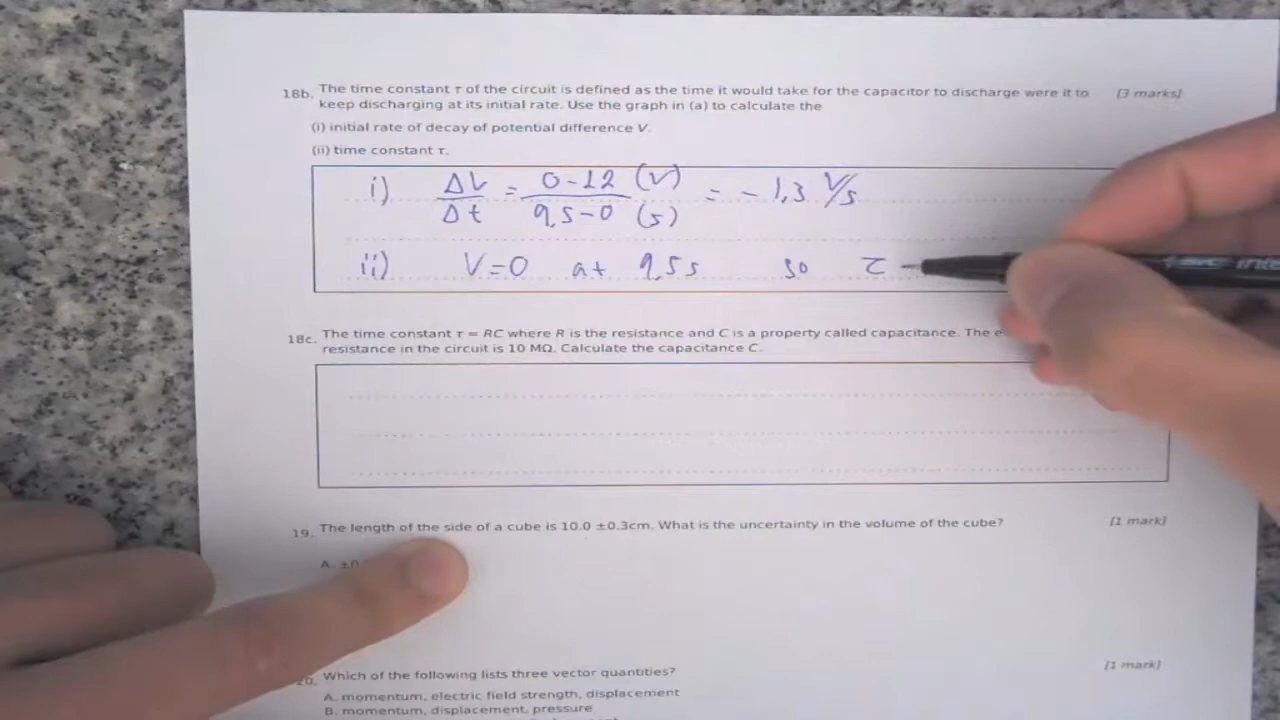 18b. The time constant τ of the circuit is defined as the time it would take for the capacitor to discharge were it to [3 marks]
keep discharging at its initial rate. Use the graph in (a) to calculate the
(i) initial rate of decay of potential difference V.
(ii) time constant τ.
i) ΔV/Δt = 0-12 (V)/9,5-0 (s) = -1,3 V/s
ii) V=0 at 9,5 s so τ
18c. The time constant τ = RC where R is the resistance and C is a property called capacitance. The
resistance in the circuit is 10 MΩ. Calculate the capacitance C.
19. The length of the side of a cube is 10.0 ±0.3cm. What is the uncertainty in the volume of the cube? [1 mark]
A.
20. Which of the following lists three vector quantities? [1 mark]
A. momentum, electric field strength, displacement
B. momentum, displacement, pressure